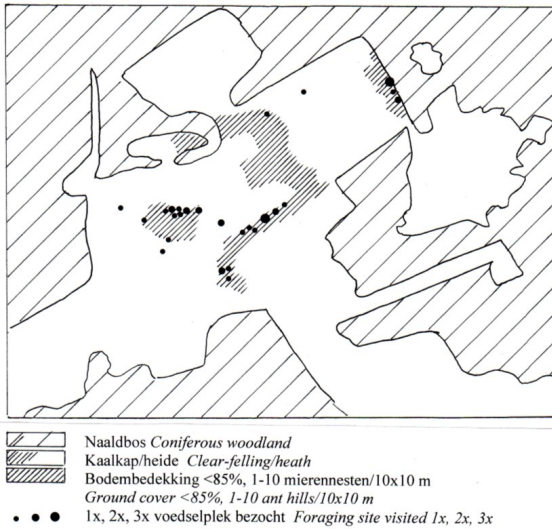 Naaldbos Coniferous woodland
Kaalkap/heide Clear-felling/heath
Bodembedekking <85%, 1-10 mierennesten/10x10 m
Ground cover <85%, 1-10 ant hills/10x10 m
1x, 2x, 3x voedselplek bezocht Foraging site visited 1x, 2x, 3x